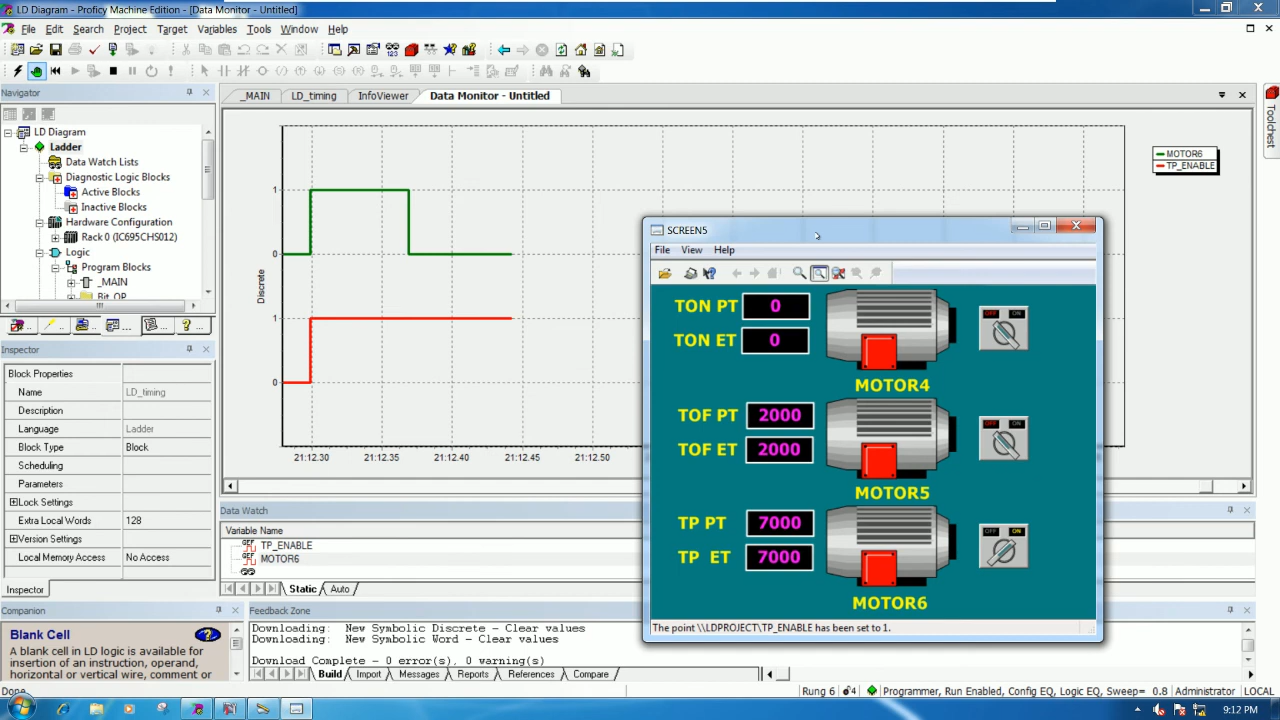 LD Diagram - Proficy Machine Edition - [Data Monitor - Untitled]
File Edit Search Project Target Variables Tools Window Help
Navigator
_MAIN LD_timing InfoViewer Data Monitor - Untitled
Toolchest
LD Diagram
Ladder
Data Watch Lists
Diagnostic Logic Blocks
Active Blocks
Inactive Blocks
Hardware Configuration
Rack 0 (IC695CHS012)
Logic
Program Blocks
_MAIN
Bit_OP
MOTOR6
TP_ENABLE
1
0
1
0
Discrete
21:12.30 21:12.35 21:12.40 21:12.45 21:12.50
Inspector
Block Properties
Name LD_timing
Description
Language Ladder
Block Type Block
Scheduling
Parameters
Lock Settings
Extra Local Words 128
Version Settings
Local Memory Access No Access
Inspector
Data Watch
Variable Name
TP_ENABLE
MOTOR6
Static Auto
SCREEN5
File View Help
TON PT 0
TON ET 0
OFF ON
MOTOR4
TOF PT 2000
TOF ET 2000
OFF ON
MOTOR5
TP PT 7000
TP ET 7000
OFF ON
MOTOR6
The point \\LDPROJECT\TP_ENABLE has been set to 1.
Companion
Blank Cell
A blank cell in LD logic is available for
insertion of an instruction, operand,
horizontal or vertical wire, comment or
Feedback Zone
Downloading: New Symbolic Discrete - Clear values
Downloading: New Symbolic Word - Clear values
Download Complete - 0 error(s), 0 warning(s)
Build Import Messages Reports References Compare
Done
Rung 6 4 Programmer, Run Enabled, Config EQ, Logic EQ, Sweep= 0.8 Administrator LOCAL
9:12 PM